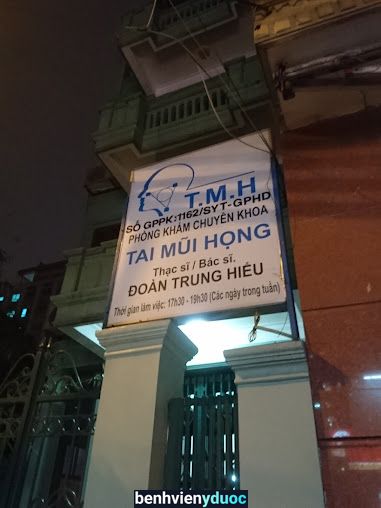 T.M.H
SỐ GPPK:1162/SYT-GPHD
PHÒNG KHÁM CHUYÊN KHOA
TAI MŨI HỌNG
Thạc sĩ / Bác sĩ.
ĐOÀN TRUNG HIẾU
Thời gian làm việc: 17h30 - 19h30 (Các ngày trong tuần)
benhvienyduoc